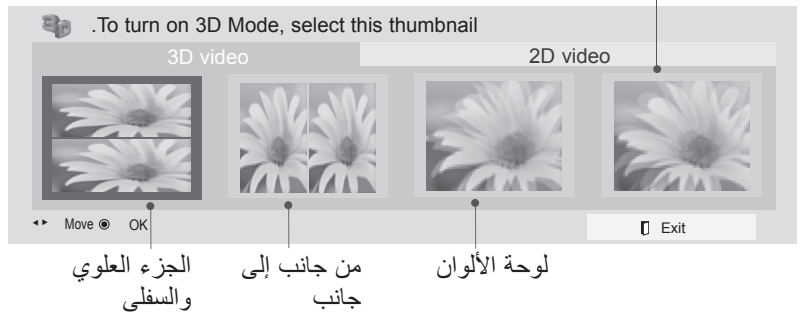 .To turn on 3D Mode, select this thumbnail
3D video
2D video
Move OK
Exit
الجزء العلوي
والسفلى
من جانب إلى
جانب
لوحة الألوان